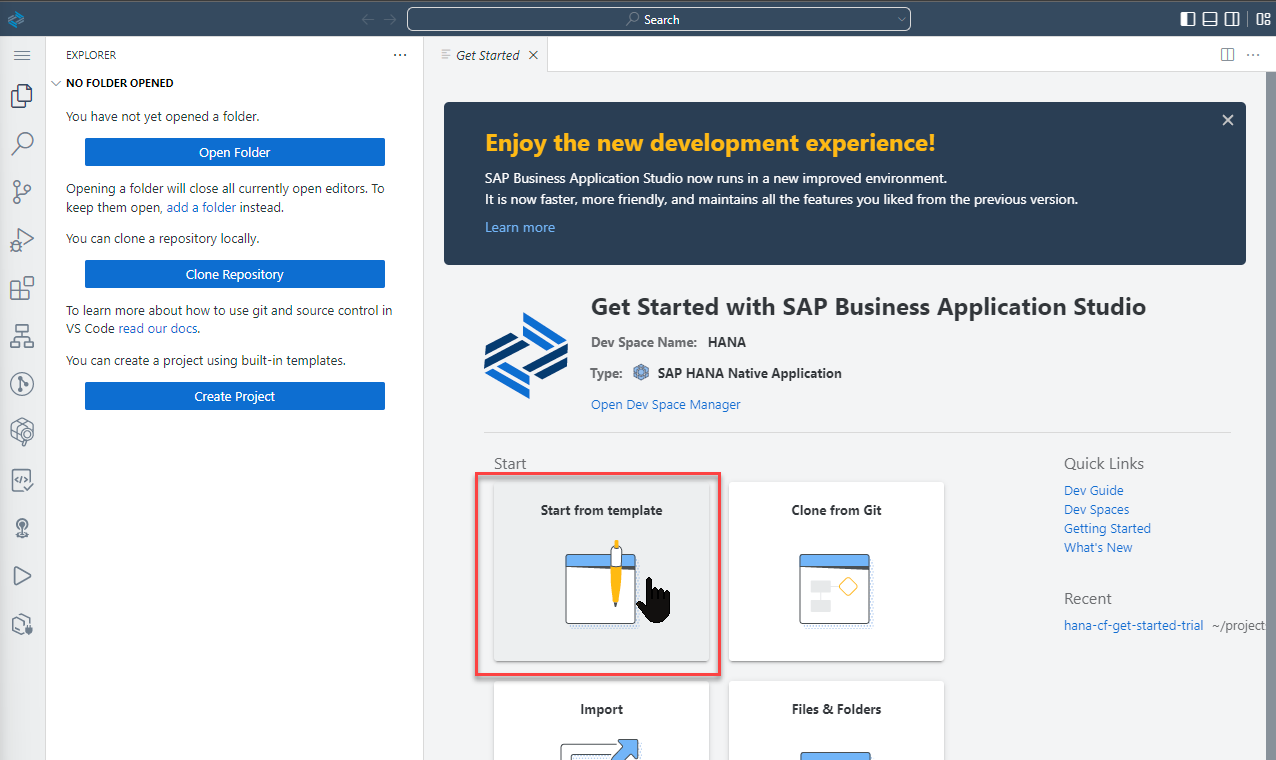 Search
EXPLORER
NO FOLDER OPENED
You have not yet opened a folder.
Open Folder
Opening a folder will close all currently open editors. To
keep them open, add a folder instead.
You can clone a repository locally.
Clone Repository
To learn more about how to use git and source control in
VS Code read our docs.
You can create a project using built-in templates.
Create Project
Get Started
Enjoy the new development experience!
SAP Business Application Studio now runs in a new improved environment.
It is now faster, more friendly, and maintains all the features you liked from the previous version.
Learn more
Get Started with SAP Business Application Studio
Dev Space Name: HANA
Type: SAP HANA Native Application
Open Dev Space Manager
Start
Start from template
Clone from Git
Import
Files & Folders
Quick Links
Dev Guide
Dev Spaces
Getting Started
What's New
Recent
hana-cf-get-started-trial ~/projects